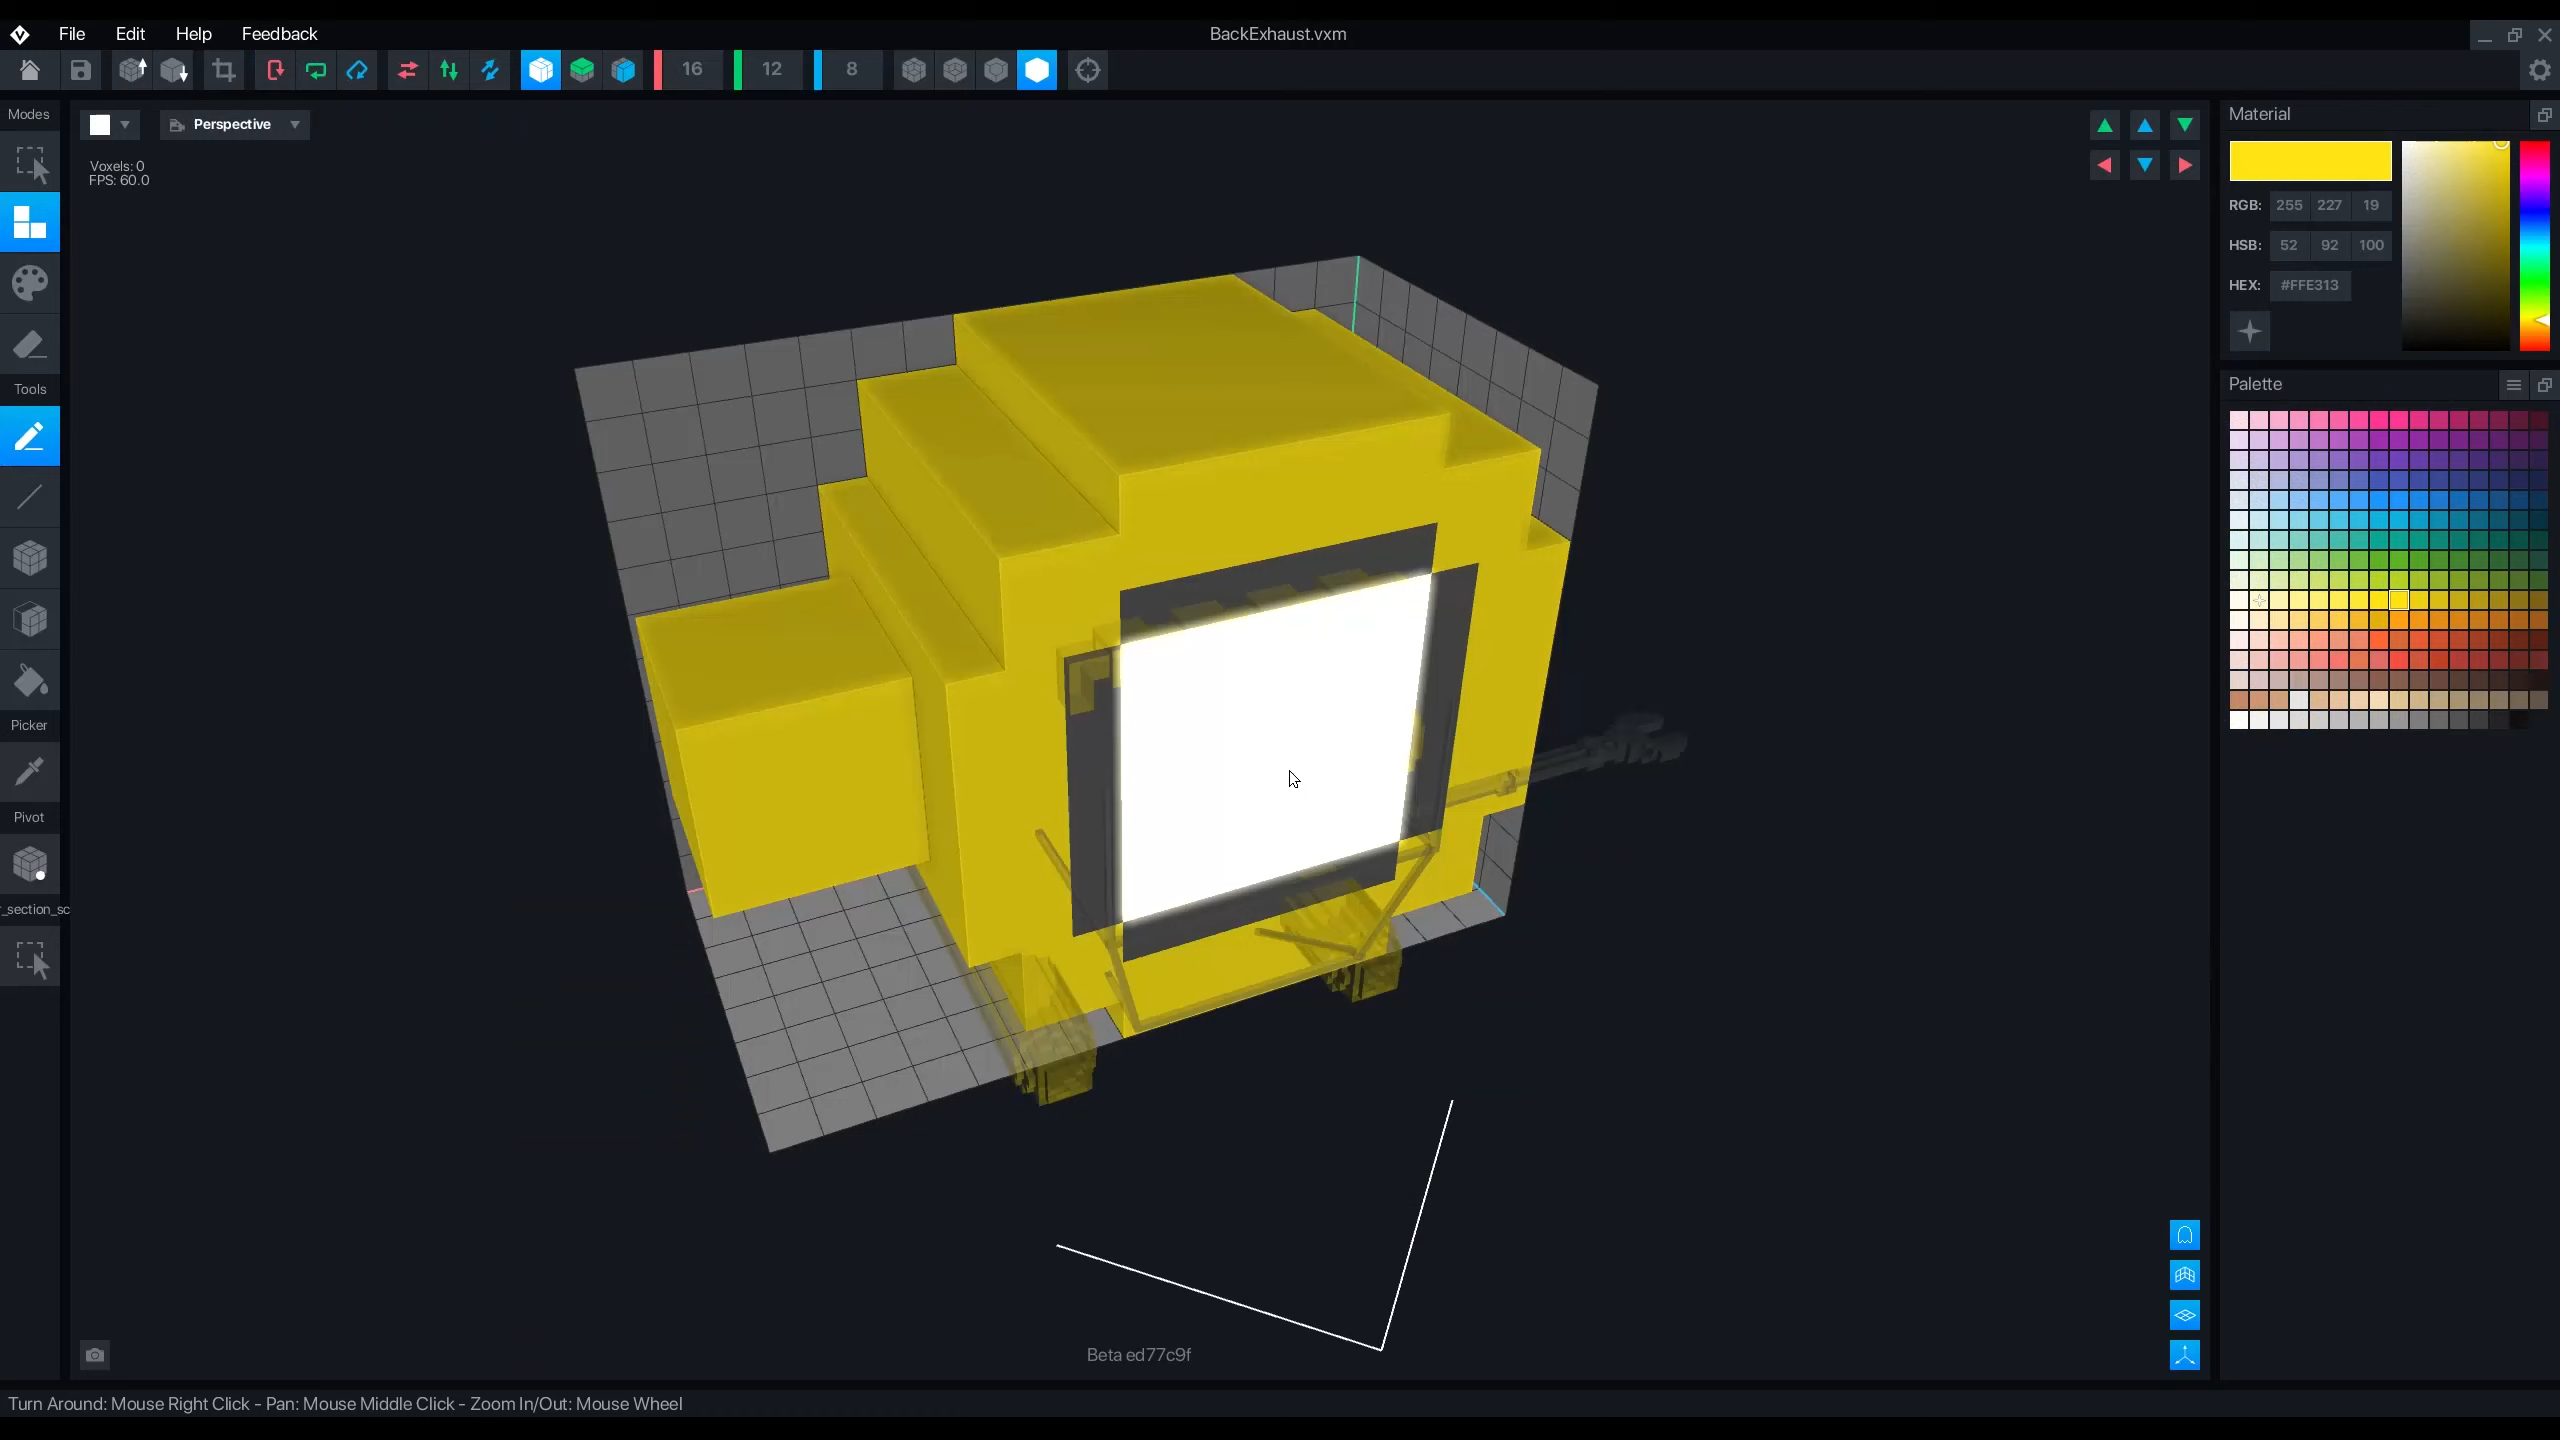 File Edit Help Feedback
BackExhaust.vxm
16 12 8
Modes
Perspective
Voxels: 0
FPS: 60.0
Tools
Picker
Pivot
r_section_sc
Material
RGB: 255 227 19
HSB: 52 92 100
HEX: #FFE313
Palette
Beta ed77c9f
Turn Around: Mouse Right Click - Pan: Mouse Middle Click - Zoom In/Out: Mouse Wheel